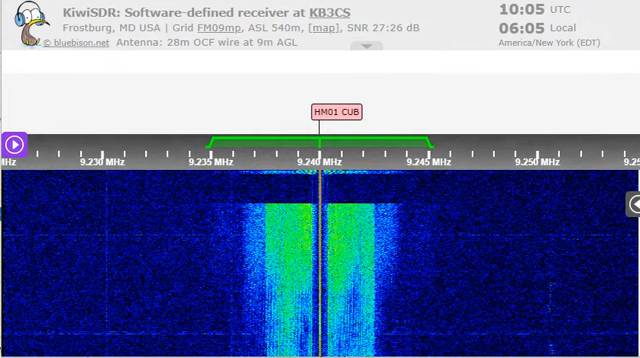 KiwiSDR: Software-defined receiver at KB3CS
Frostburg, MD USA | Grid FM09mp, ASL 540m, [map], SNR 27:26 dB
© bluebison.net Antenna: 28m OCF wire at 9m AGL
10:05 UTC
06:05 Local
America/New York (EDT)
HM01 CUB
MHz 9.230 MHz 9.235 MHz 9.240 MHz 9.245 MHz 9.250 MHz 9.25